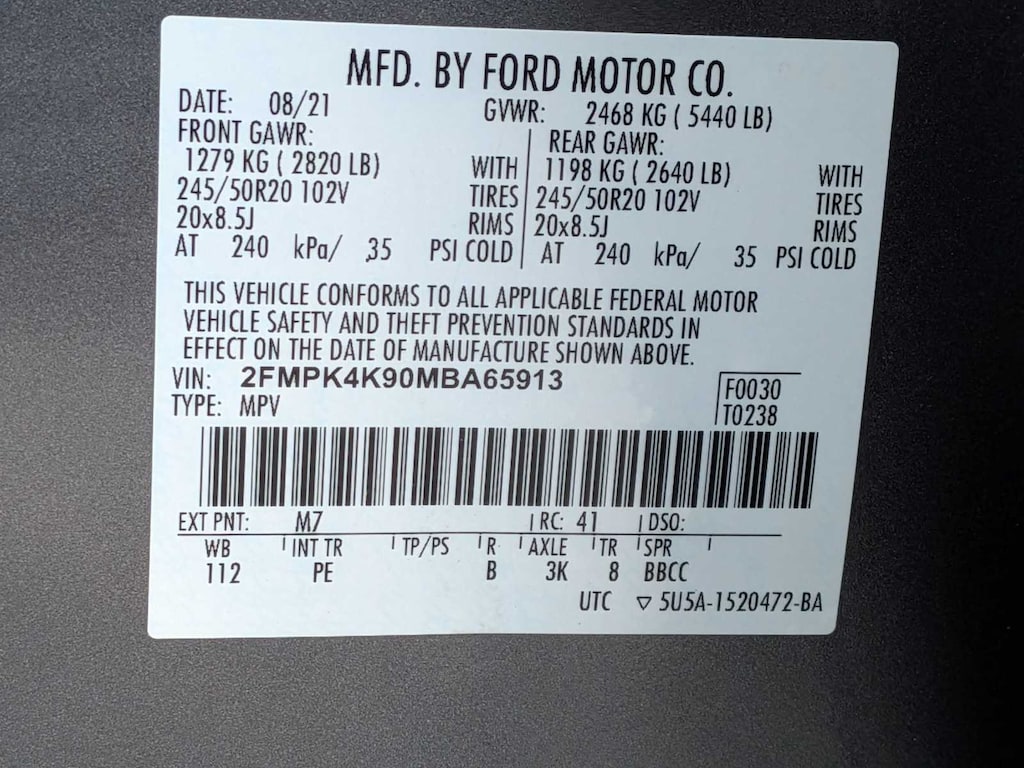 MFD. BY FORD MOTOR CO.
DATE: 08/21 GVWR: 2468 KG ( 5440 LB)
FRONT GAWR: REAR GAWR:
1279 KG ( 2820 LB) WITH 1198 KG ( 2640 LB) WITH
245/50R20 102V TIRES 245/50R20 102V TIRES
20x8.5J RIMS 20x8.5J RIMS
AT 240 kPa/ 35 PSI COLD AT 240 kPa/ 35 PSI COLD
THIS VEHICLE CONFORMS TO ALL APPLICABLE FEDERAL MOTOR
VEHICLE SAFETY AND THEFT PREVENTION STANDARDS IN
EFFECT ON THE DATE OF MANUFACTURE SHOWN ABOVE.
VIN: 2FMPK4K90MBA65913 F0030
TYPE: MPV T0238
EXT PNT: M7 RC: 41 DSO:
WB INT TR TP/PS R AXLE TR SPR
112 PE B 3K 8 BBCC
UTC ▽ 5U5A-1520472-BA